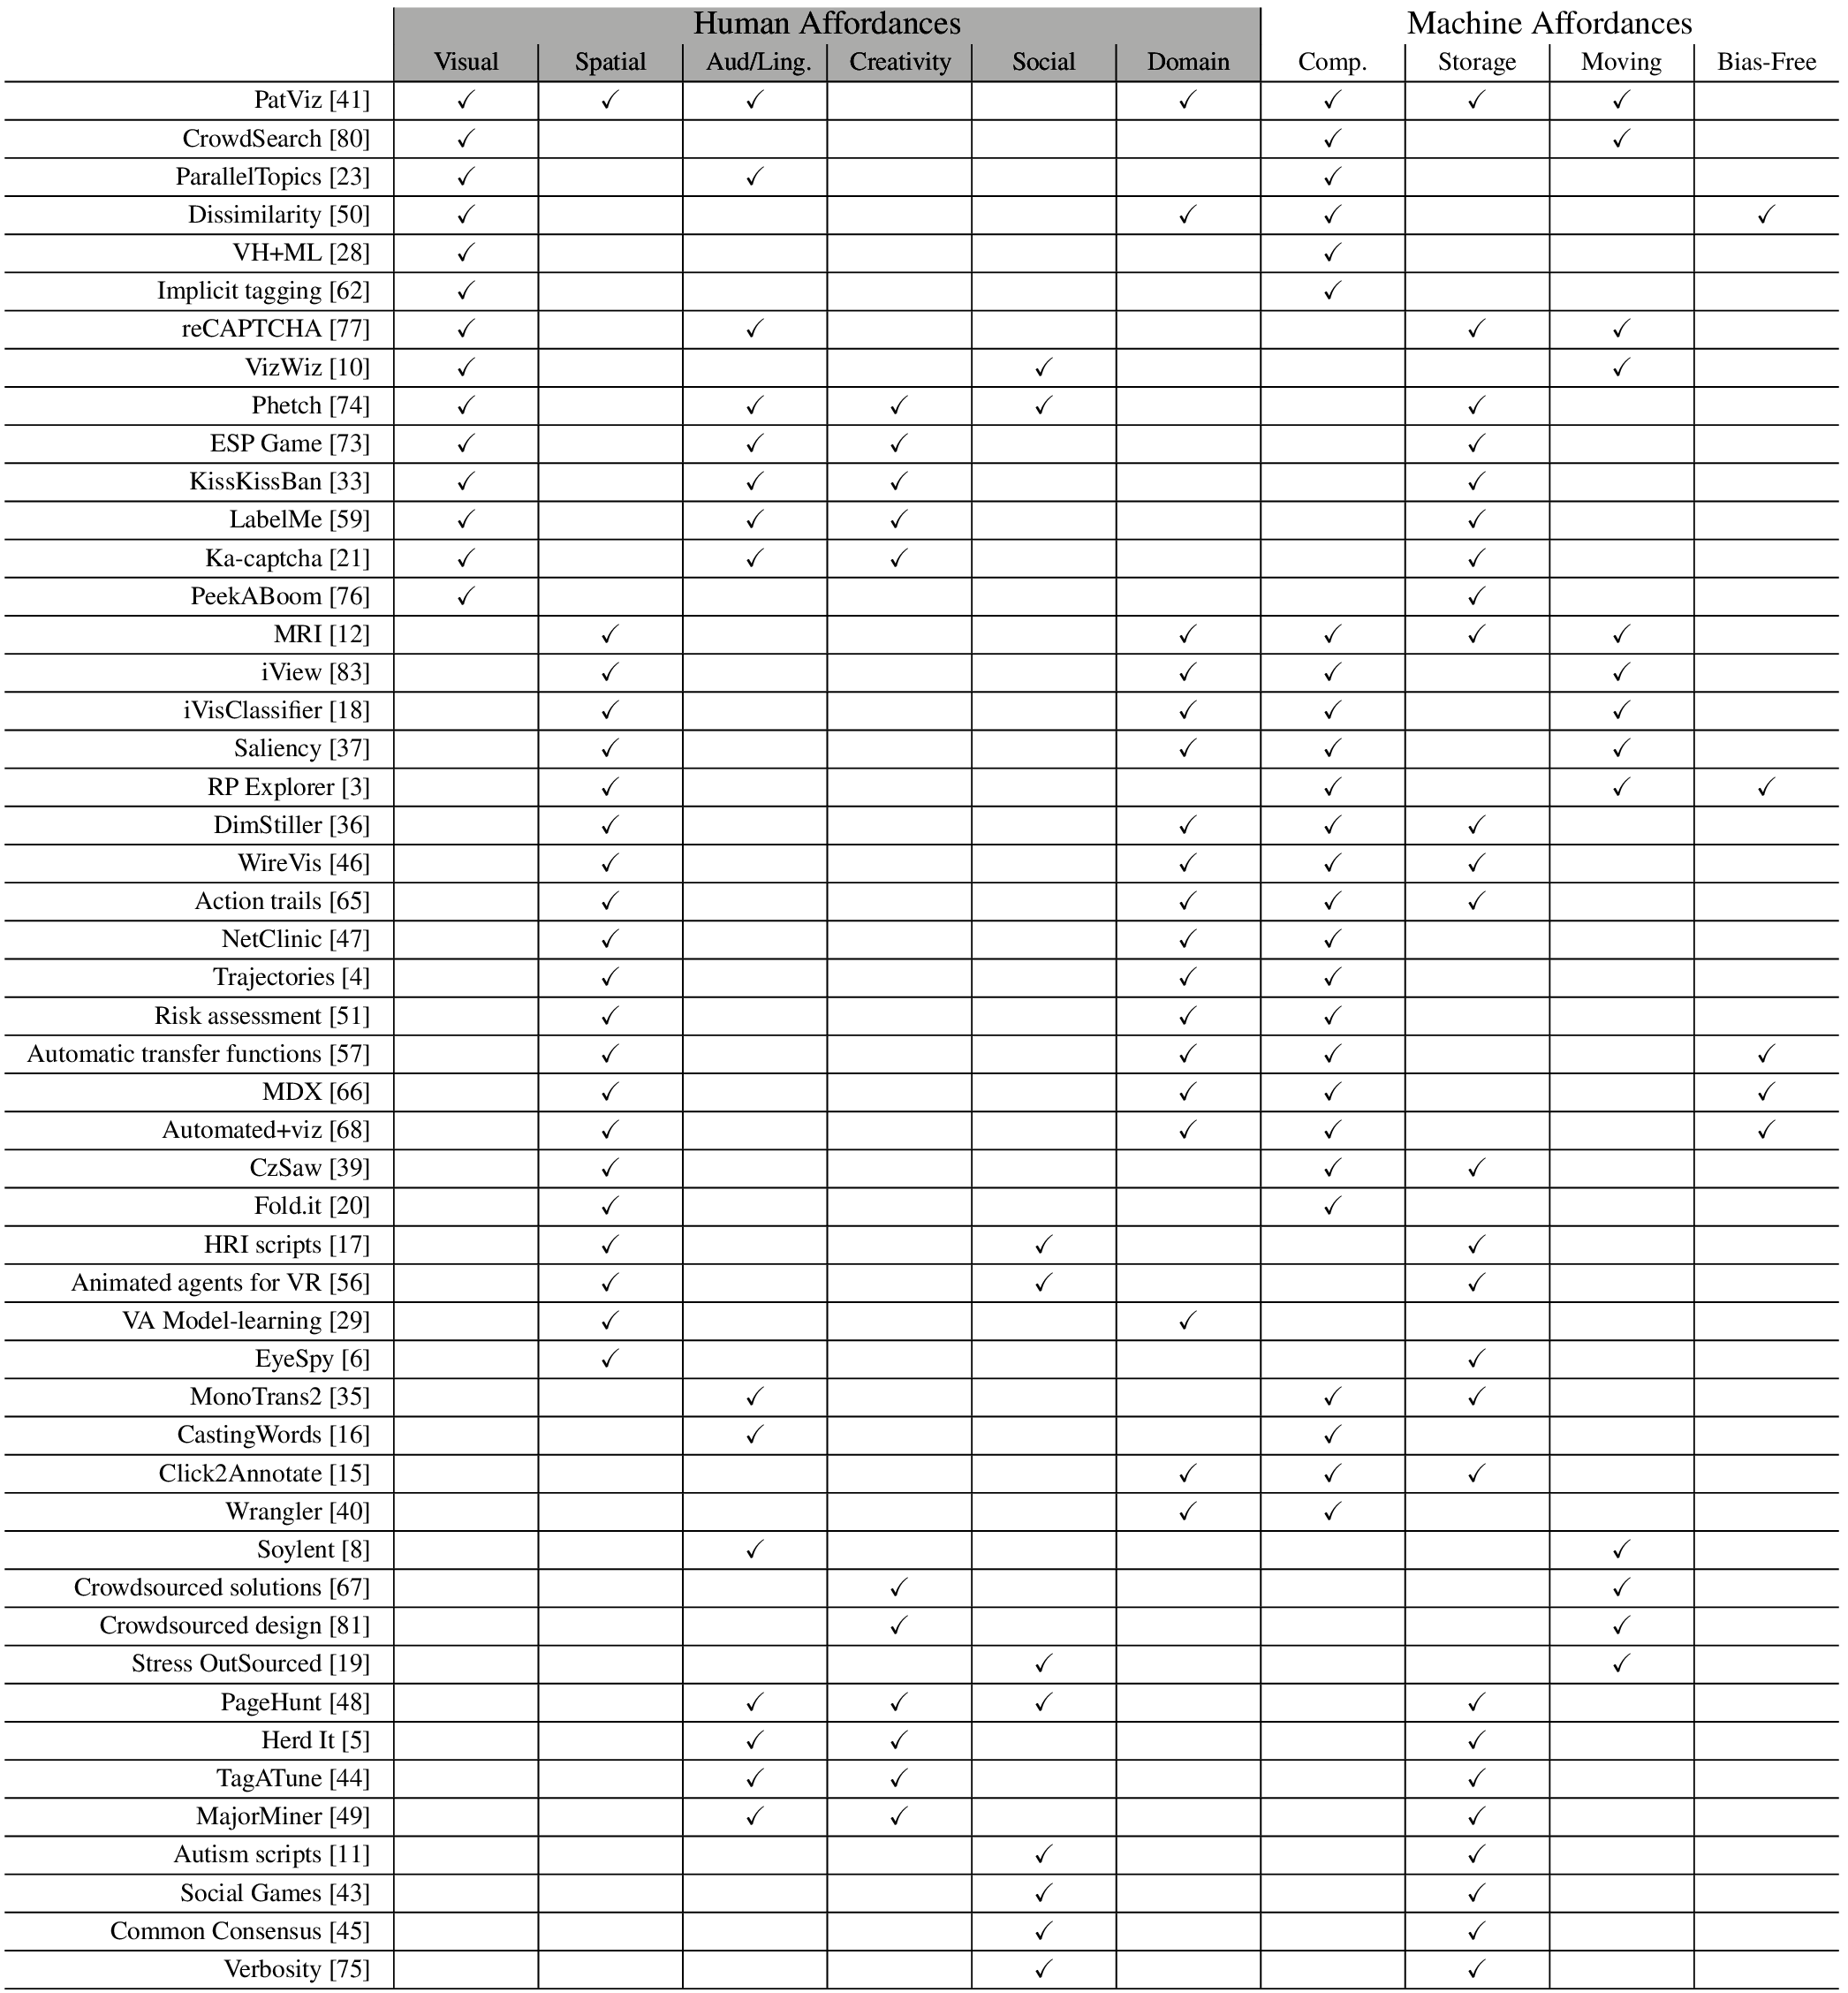 Human Affordances Machine Affordances
Visual Spatial Aud/Ling. Creativity Social Domain Comp. Storage Moving Bias-Free
PatViz [41] ✓ ✓ ✓ ✓ ✓ ✓ ✓
CrowdSearch [80] ✓ ✓ ✓
ParallelTopics [23] ✓ ✓ ✓
Dissimilarity [50] ✓ ✓ ✓ ✓
VH+ML [28] ✓ ✓
Implicit tagging [62] ✓ ✓
reCAPTCHA [77] ✓ ✓ ✓ ✓
VizWiz [10] ✓ ✓ ✓
Phetch [74] ✓ ✓ ✓ ✓ ✓
ESP Game [73] ✓ ✓ ✓ ✓
KissKissBan [33] ✓ ✓ ✓ ✓
LabelMe [59] ✓ ✓ ✓ ✓
Ka-captcha [21] ✓ ✓ ✓ ✓
PeekABoom [76] ✓ ✓
MRI [12] ✓ ✓ ✓ ✓ ✓
iView [83] ✓ ✓ ✓ ✓
iVisClassifier [18] ✓ ✓ ✓ ✓
Saliency [37] ✓ ✓ ✓ ✓
RP Explorer [3] ✓ ✓ ✓ ✓
DimStiller [36] ✓ ✓ ✓ ✓
WireVis [46] ✓ ✓ ✓ ✓
Action trails [65] ✓ ✓ ✓ ✓
NetClinic [47] ✓ ✓ ✓
Trajectories [4] ✓ ✓ ✓
Risk assessment [51] ✓ ✓ ✓
Automatic transfer functions [57] ✓ ✓ ✓ ✓
MDX [66] ✓ ✓ ✓ ✓
Automated+viz [68] ✓ ✓ ✓ ✓
CzSaw [39] ✓ ✓ ✓
Fold.it [20] ✓ ✓
HRI scripts [17] ✓ ✓ ✓
Animated agents for VR [56] ✓ ✓ ✓
VA Model-learning [29] ✓ ✓
EyeSpy [6] ✓ ✓
MonoTrans2 [35] ✓ ✓ ✓
CastingWords [16] ✓ ✓
Click2Annotate [15] ✓ ✓ ✓
Wrangler [40] ✓ ✓
Soylent [8] ✓ ✓
Crowdsourced solutions [67] ✓ ✓
Crowdsourced design [81] ✓ ✓
Stress OutSourced [19] ✓ ✓
PageHunt [48] ✓ ✓ ✓ ✓
Herd It [5] ✓ ✓ ✓
TagATune [44] ✓ ✓ ✓
MajorMiner [49] ✓ ✓ ✓
Autism scripts [11] ✓ ✓
Social Games [43] ✓ ✓
Common Consensus [45] ✓ ✓
Verbosity [75] ✓ ✓